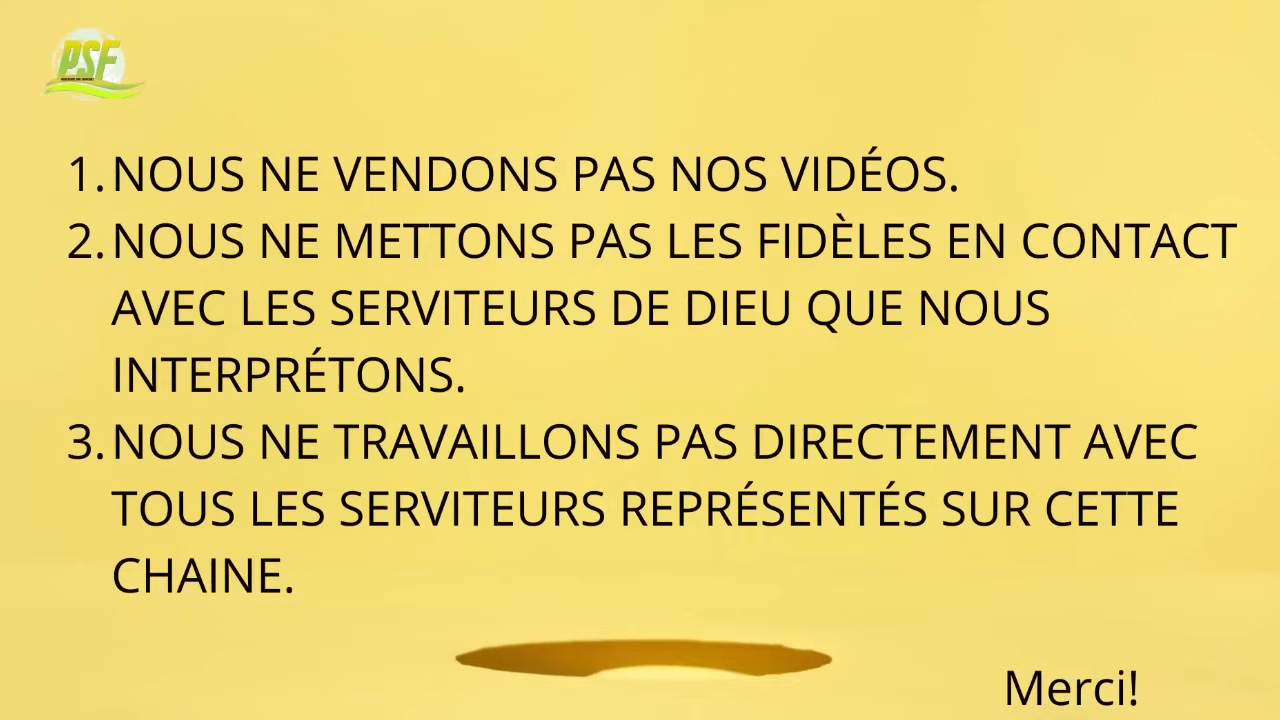 PSF
1. NOUS NE VENDONS PAS NOS VIDÉOS.
2. NOUS NE METTONS PAS LES FIDÈLES EN CONTACT
AVEC LES SERVITEURS DE DIEU QUE NOUS
INTERPRÉTONS.
3. NOUS NE TRAVAILLONS PAS DIRECTEMENT AVEC
TOUS LES SERVITEURS REPRÉSENTÉS SUR CETTE
CHAINE.
Merci!